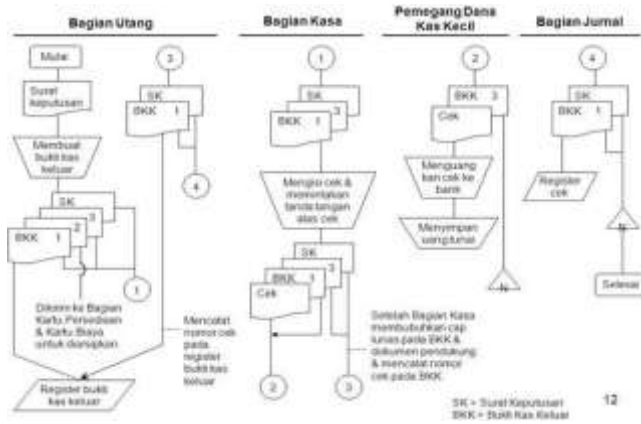 Bagian Utang
Bagian Kasa
Pemegang Dana
Kas Kecil
Bagian Jurnal
Mulai
Surat
keputusan
Membuat
bukti kas
keluar
SK
3
2
BKK 1
1
Dikirim ke Bagian
Kartu Persediaan
& Kartu Biaya
untuk diarsipkan
Register bukti
kas keluar
3
SK
BKK 1
4
Mencatat
nomor cek
pada
register
bukti kas
keluar
1
SK
3
BKK 1
Mengisi cek &
memintakan
tanda tangan
atas cek
SK
3
BKK 1
Cek
2
3
Setelah Bagian Kasa
membubuhkan cap
lunas pada BKK &
dokumen pendukung
& mencatat nomor
cek pada BKK.
2
BKK 3
Cek
Menguang
kan cek ke
bank
Menyimpan
uang tunai
N
4
SK
BKK 1
Register
cek
N
Selesai
SK = Surat Keputusan
BKK = Bukti Kas Keluar
12